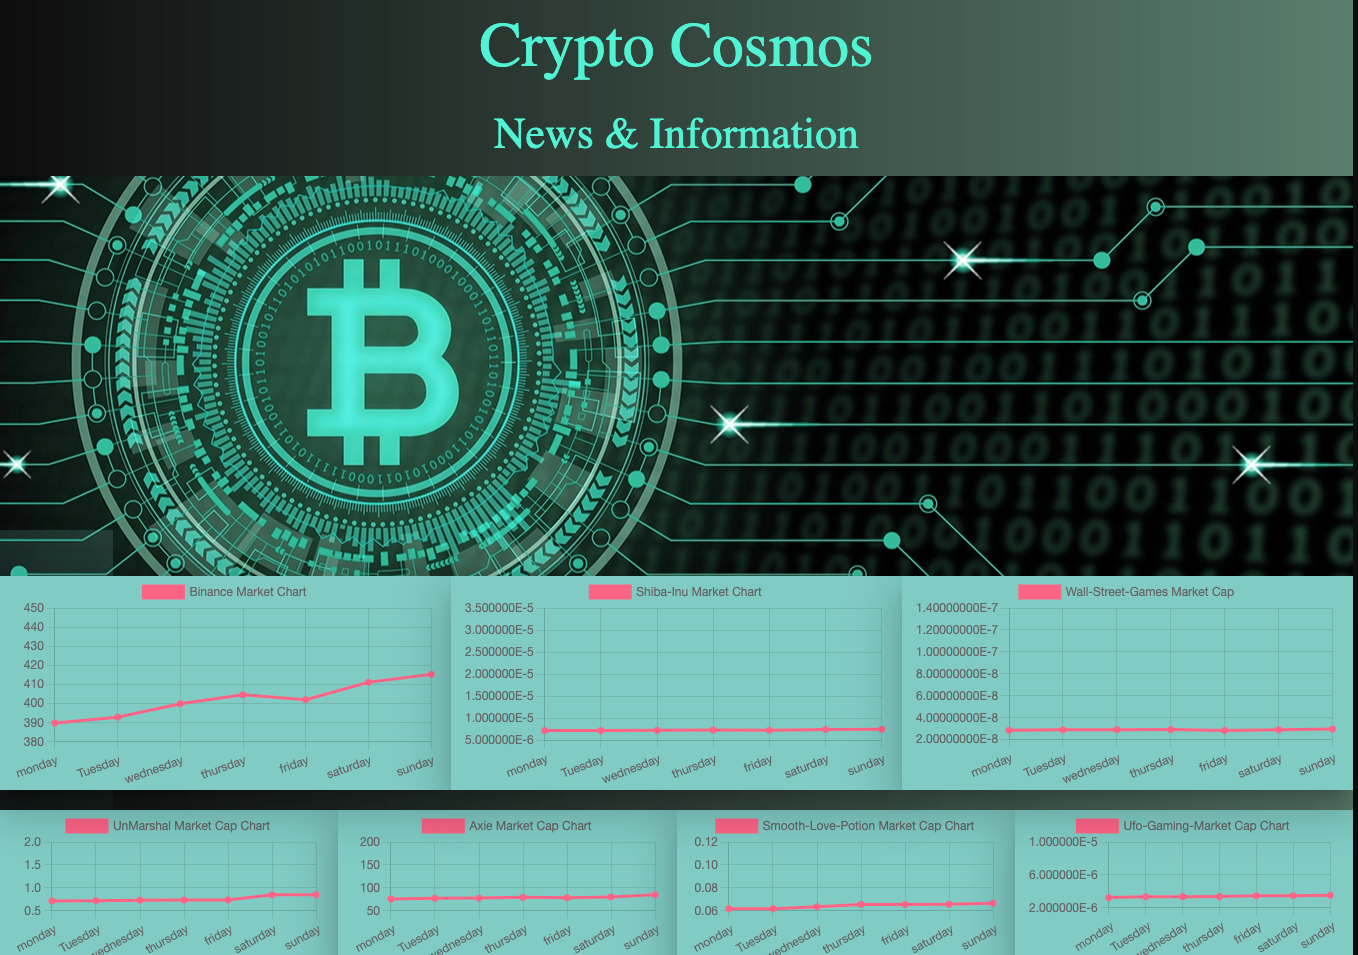 Crypto Cosmos
News & Information
Binance Market Chart
450
440
430
420
410
400
390
380
monday Tuesday wednesday thursday friday saturday sunday
Shiba-Inu Market Chart
3.500000E-5
3.000000E-5
2.500000E-5
2.000000E-5
1.500000E-5
1.000000E-5
5.000000E-6
monday Tuesday wednesday thursday friday saturday sunday
Wall-Street-Games Market Cap
1.40000000E-7
1.20000000E-7
1.00000000E-7
8.00000000E-8
6.00000000E-8
4.00000000E-8
2.00000000E-8
monday Tuesday wednesday thursday friday saturday sunday
UnMarshal Market Cap Chart
2.0
1.5
1.0
0.5
monday Tuesday wednesday thursday friday saturday sunday
Axie Market Cap Chart
200
150
100
50
monday Tuesday wednesday thursday friday saturday sunday
Smooth-Love-Potion Market Cap Chart
0.12
0.10
0.08
0.06
monday Tuesday wednesday thursday friday saturday sunday
Ufo-Gaming-Market Cap Chart
1.000000E-5
6.000000E-6
2.000000E-6
monday Tuesday wednesday thursday friday saturday sunday